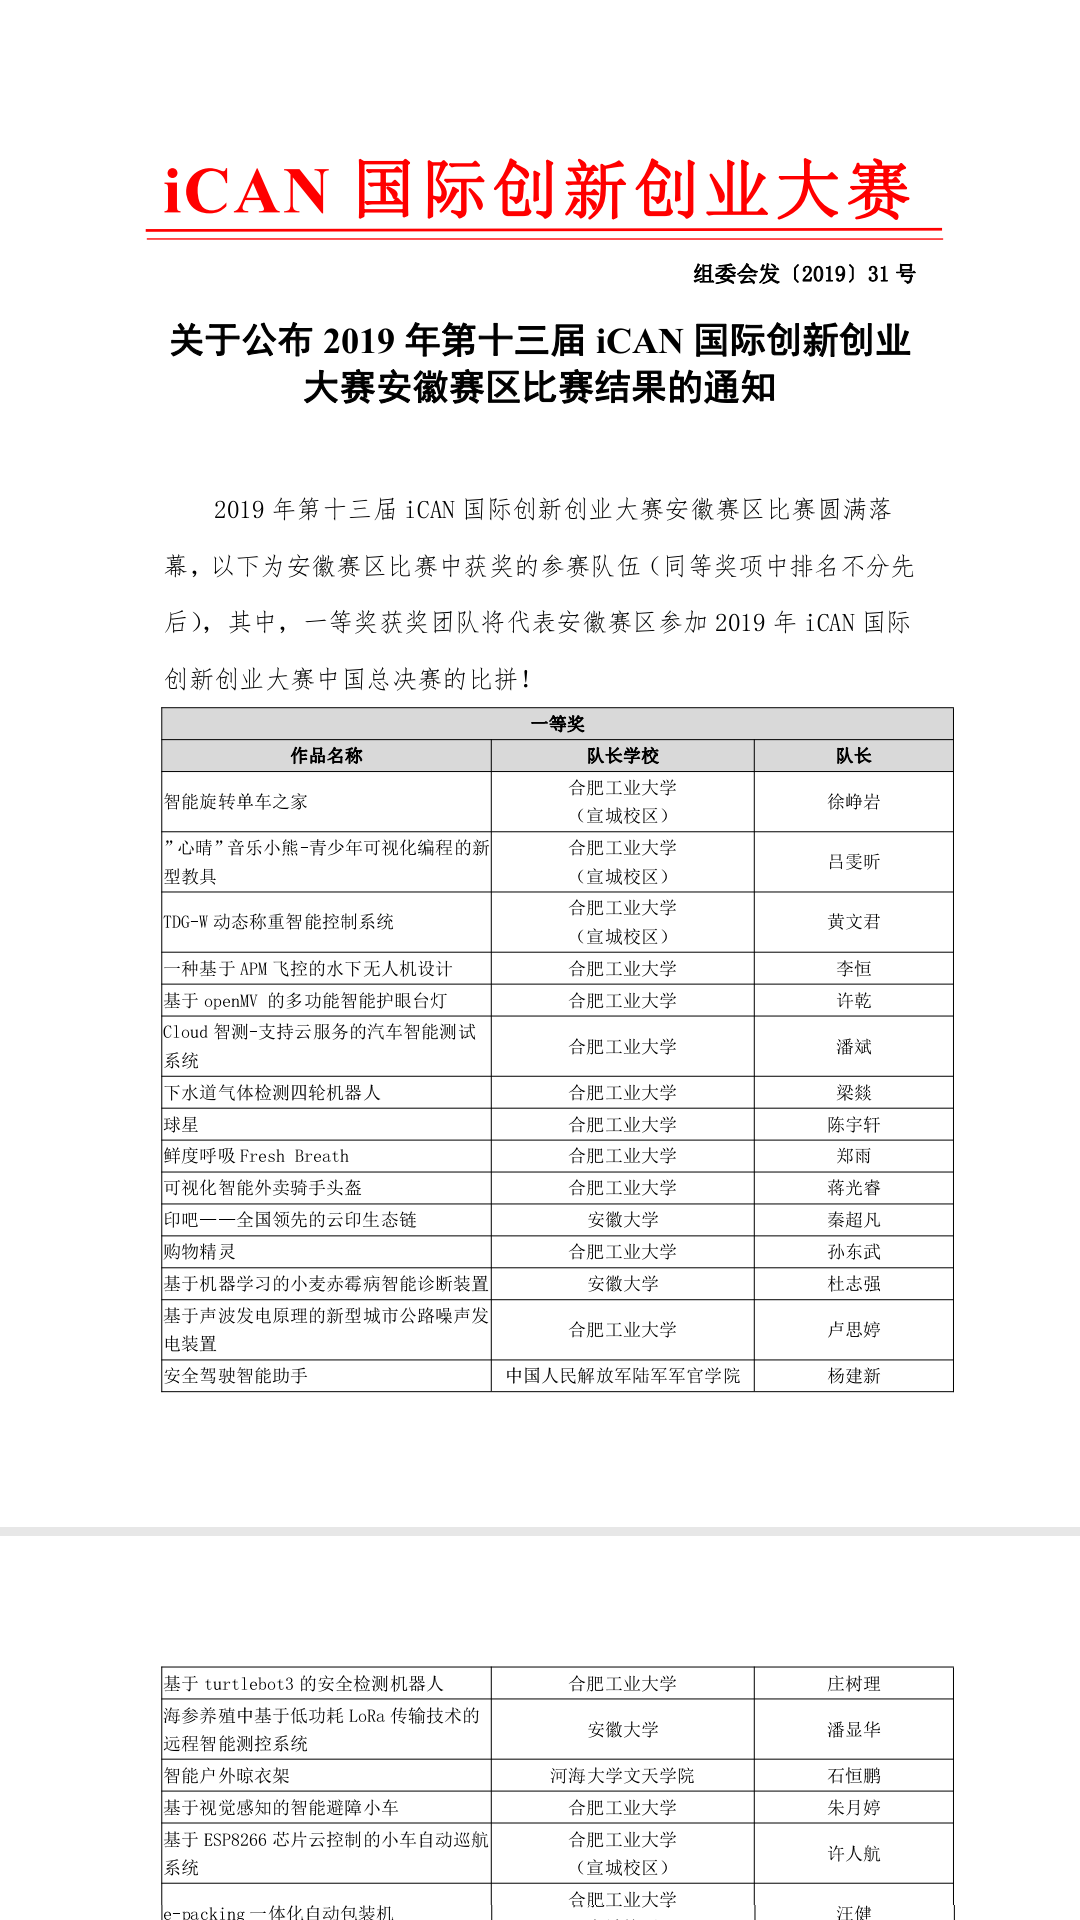 iCAN 国际创新创业大赛
组委会发〔2019〕31 号
关于公布 2019 年第十三届 iCAN 国际创新创业
大赛安徽赛区比赛结果的通知
2019 年第十三届 iCAN 国际创新创业大赛安徽赛区比赛圆满落
幕，以下为安徽赛区比赛中获奖的参赛队伍（同等奖项中排名不分先
后），其中，一等奖获奖团队将代表安徽赛区参加 2019 年 iCAN 国际
创新创业大赛中国总决赛的比拼！
一等奖
作品名称 队长学校 队长
智能旋转单车之家 合肥工业大学 徐峥岩
（宣城校区）
”心晴”音乐小熊-青少年可视化编程的新 合肥工业大学 吕雯昕
型教具 （宣城校区）
TDG-W 动态称重智能控制系统 合肥工业大学 黄文君
（宣城校区）
一种基于 APM 飞控的水下无人机设计 合肥工业大学 李恒
基于 openMV 的多功能智能护眼台灯 合肥工业大学 许乾
Cloud 智测-支持云服务的汽车智能测试 合肥工业大学 潘斌
系统
下水道气体检测四轮机器人 合肥工业大学 梁燚
球星 合肥工业大学 陈宇轩
鲜度呼吸 Fresh Breath 合肥工业大学 郑雨
可视化智能外卖骑手头盔 合肥工业大学 蒋光睿
印吧——全国领先的云印生态链 安徽大学 秦超凡
购物精灵 合肥工业大学 孙东武
基于机器学习的小麦赤霉病智能诊断装置 安徽大学 杜志强
基于声波发电原理的新型城市公路噪声发 合肥工业大学 卢思婷
电装置
安全驾驶智能助手 中国人民解放军陆军军官学院 杨建新
基于 turtlebot3 的安全检测机器人 合肥工业大学 庄树理
海参养殖中基于低功耗 LoRa 传输技术的 安徽大学 潘显华
远程智能测控系统
智能户外晾衣架 河海大学文天学院 石恒鹏
基于视觉感知的智能避障小车 合肥工业大学 朱月婷
基于 ESP8266 芯片云控制的小车自动巡航 合肥工业大学 许人航
系统 （宣城校区）
e-packing 一体化自动包装机 合肥工业大学 汪健